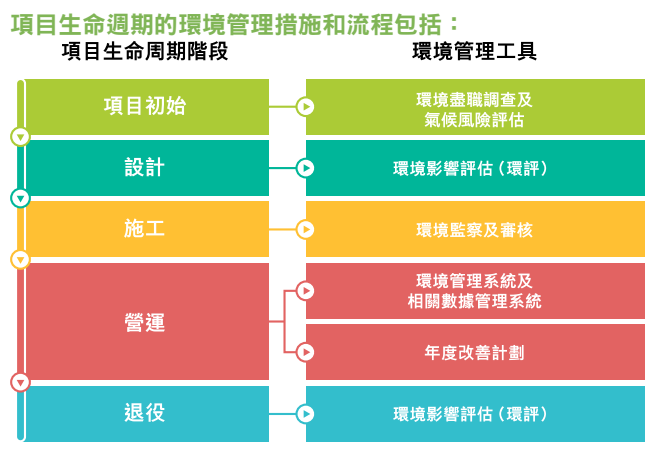 項目生命週期的環境管理措施和流程包括：
項目生命周期階段
環境管理工具
項目初始
環境盡職調查及
氣候風險評估
設計
環境影響評估（環評）
施工
環境監察及審核
營運
環境管理系統及
相關數據管理系統
年度改善計劃
退役
環境影響評估（環評）